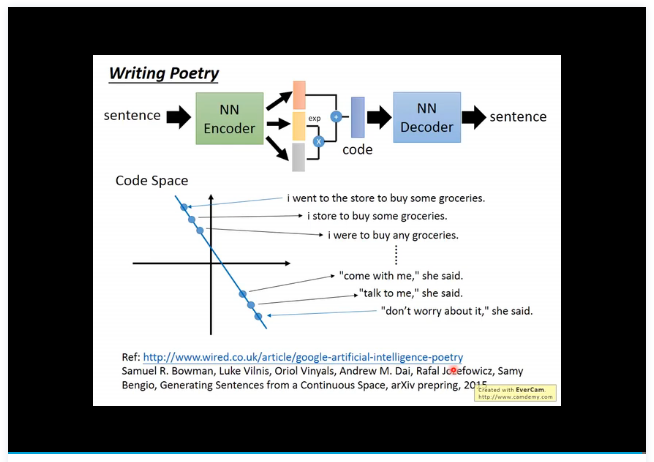 Writing Poetry
sentence
NN
Encoder
exp
+
X
code
NN
Decoder
sentence
Code Space
i went to the store to buy some groceries.
i store to buy some groceries.
i were to buy any groceries.
"come with me," she said.
"talk to me," she said.
"don't worry about it," she said.
Ref: http://www.wired.co.uk/article/google-artificial-intelligence-poetry
Samuel R. Bowman, Luke Vilnis, Oriol Vinyals, Andrew M. Dai, Rafal Jozefowicz, Samy
Bengio, Generating Sentences from a Continuous Space, arXiv prepring, 2015
Created with EverCam.
http://www.camdemy.com